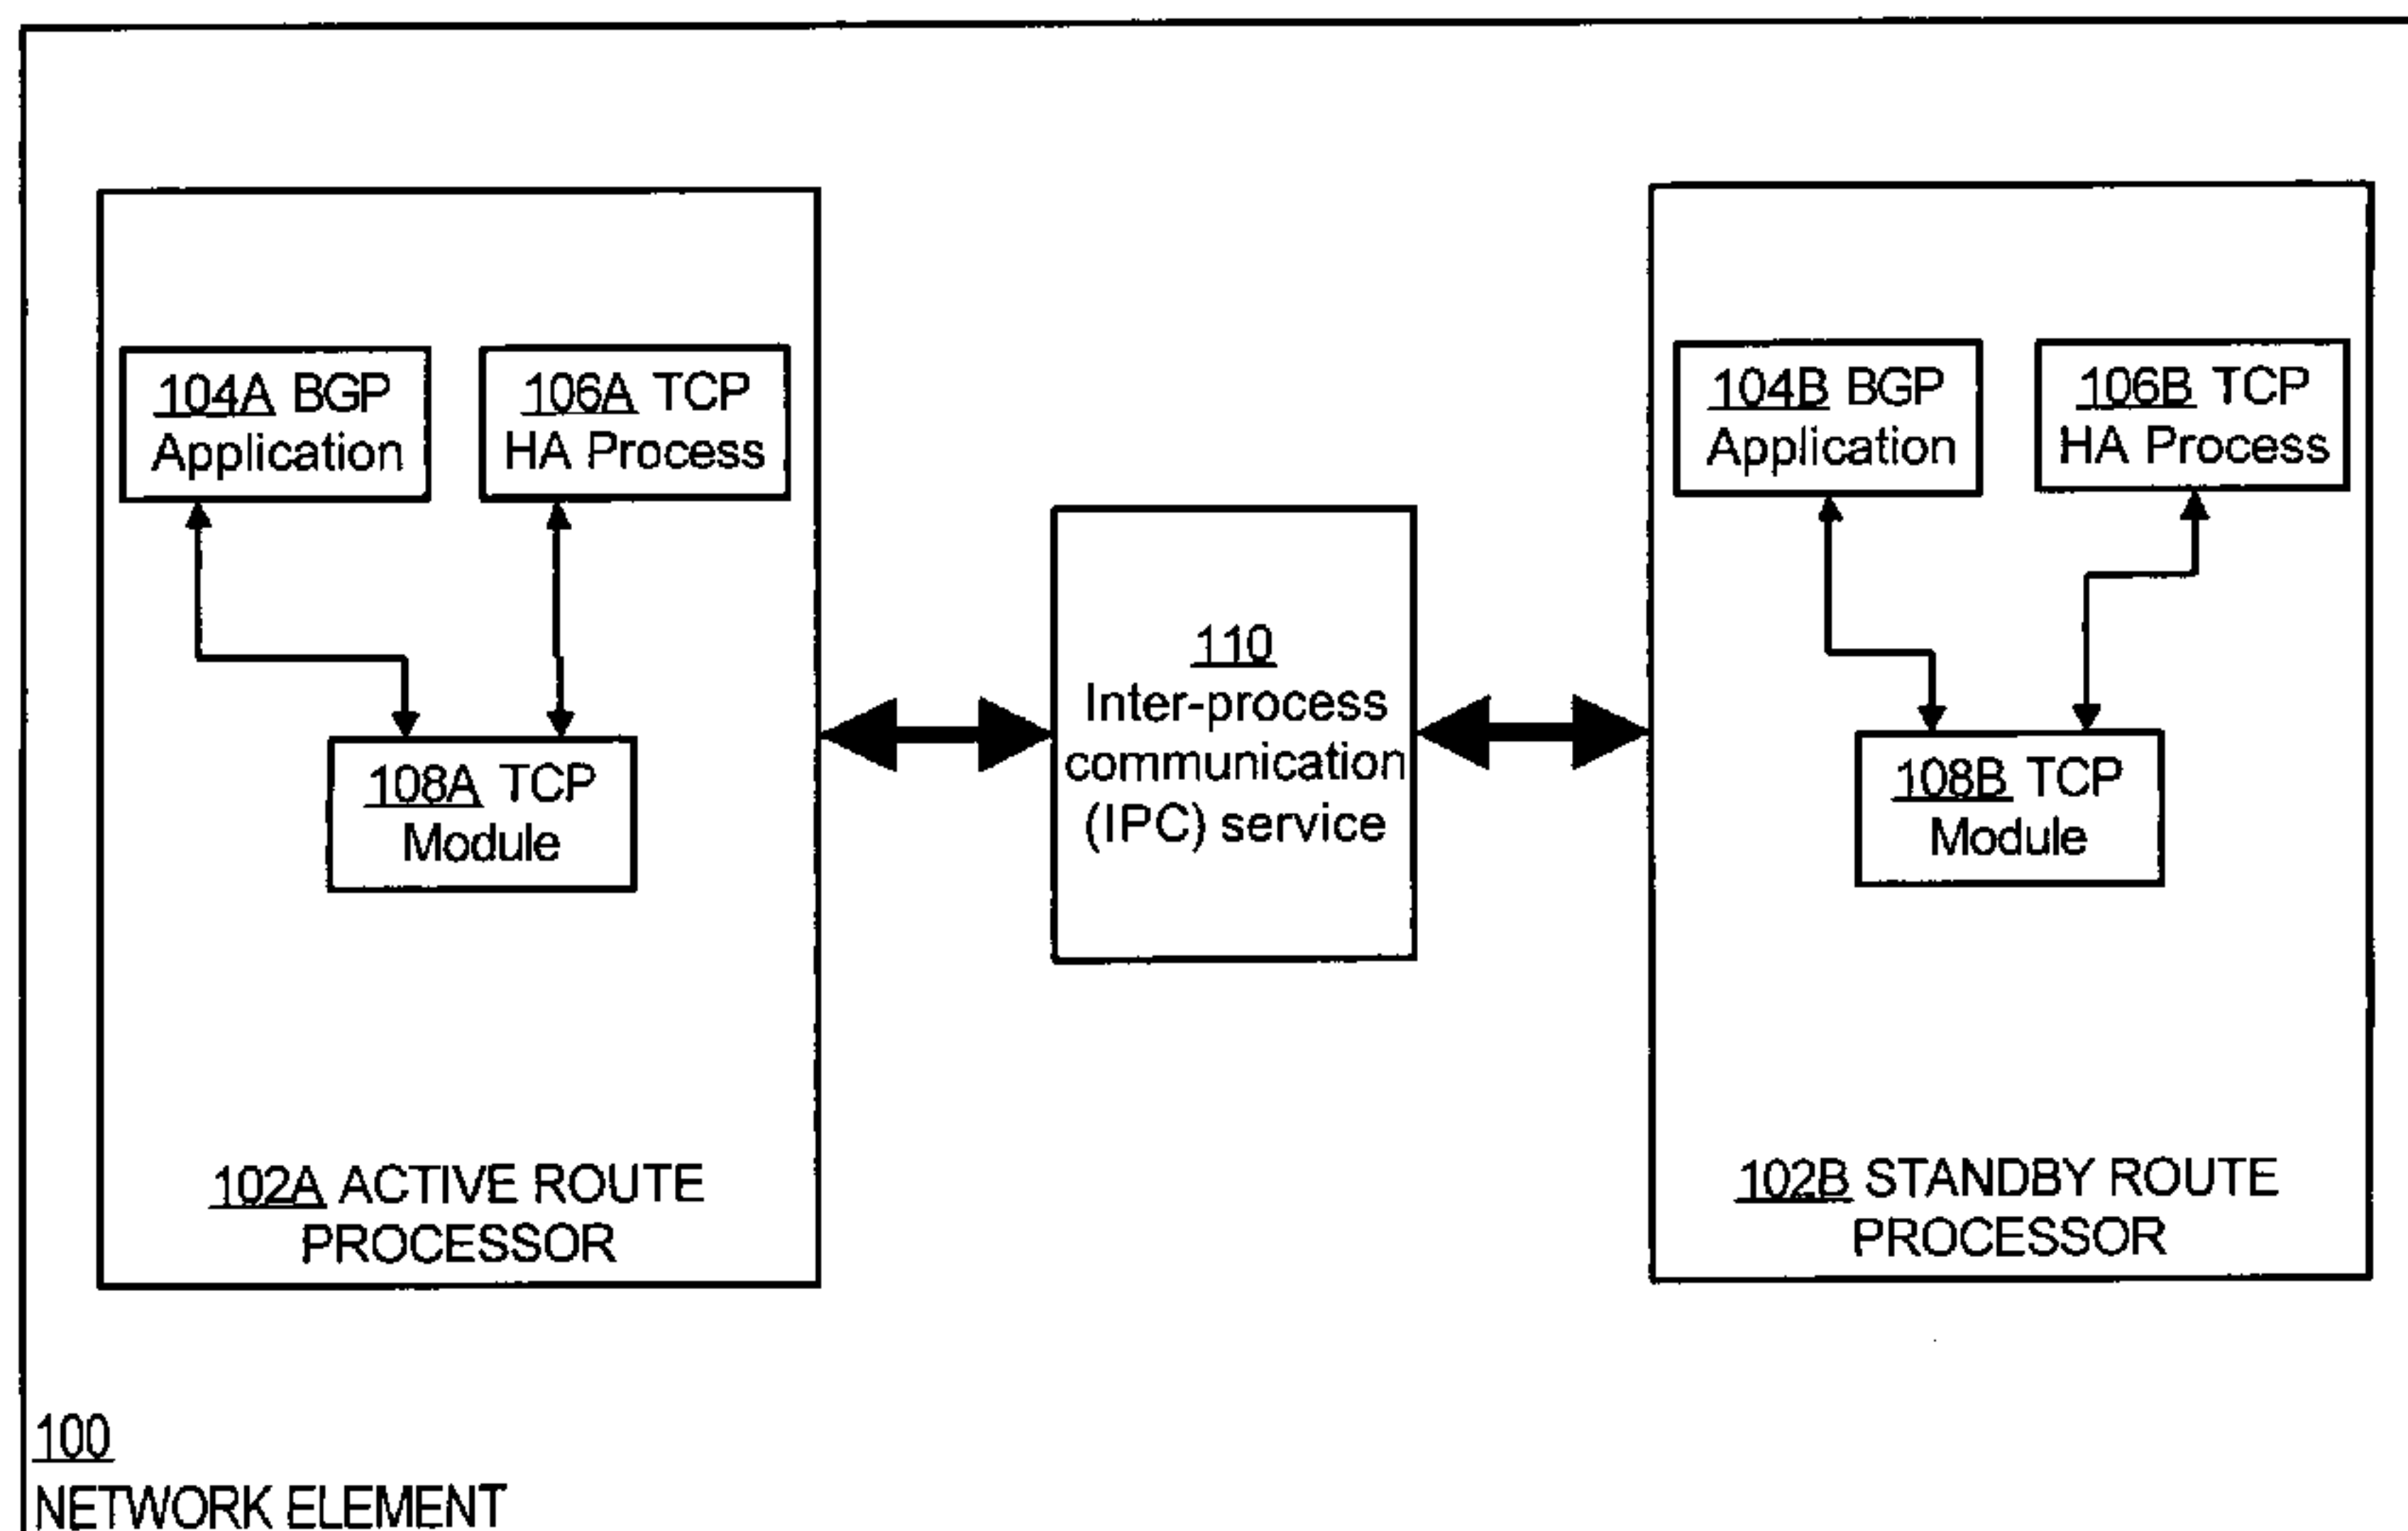 104A BGP
Application
106A TCP
HA Process
108A TCP
Module
102A ACTIVE ROUTE
PROCESSOR
110
Inter-process
communication
(IPC) service
104B BGP
Application
106B TCP
HA Process
108B TCP
Module
102B STANDBY ROUTE
PROCESSOR
100
NETWORK ELEMENT